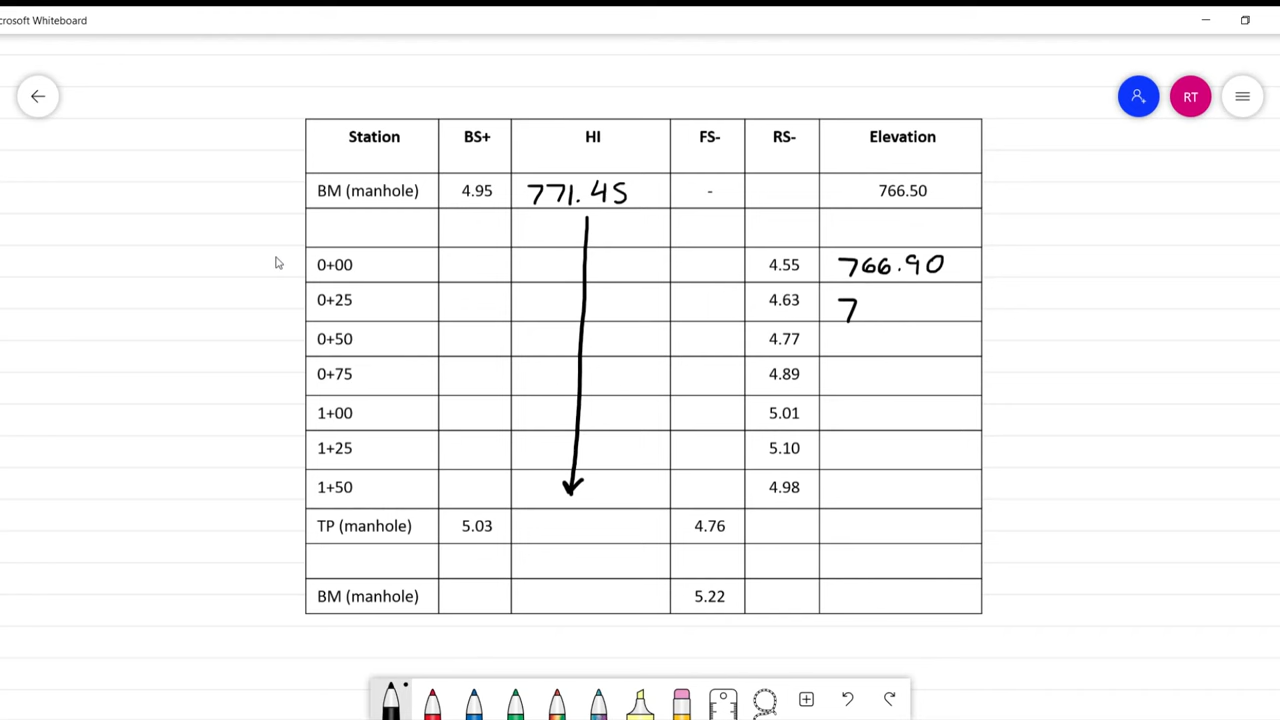 crosoft Whiteboard
RT
Station BS+ HI FS- RS- Elevation
BM (manhole) 4.95 771.45 - 766.50
0+00 4.55 766.90
0+25 4.63 7
0+50 4.77
0+75 4.89
1+00 5.01
1+25 5.10
1+50 4.98
TP (manhole) 5.03 4.76
BM (manhole) 5.22